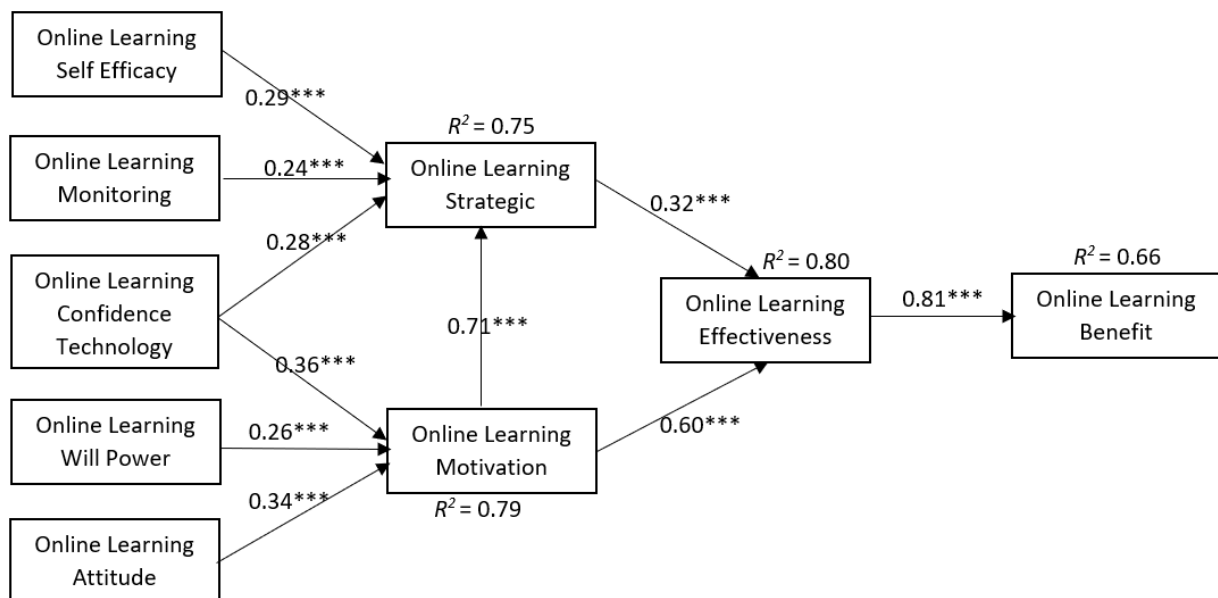 Online Learning
Self Efficacy
0.29***
Online Learning
Monitoring
0.24***
Online Learning
Confidence
Technology
0.28***
0.36***
Online Learning
Will Power
0.26***
Online Learning
Attitude
0.34***
R² = 0.75
Online Learning
Strategic
0.71***
Online Learning
Motivation
R² = 0.79
0.32***
0.60***
R² = 0.80
Online Learning
Effectiveness
0.81***
R² = 0.66
Online Learning
Benefit